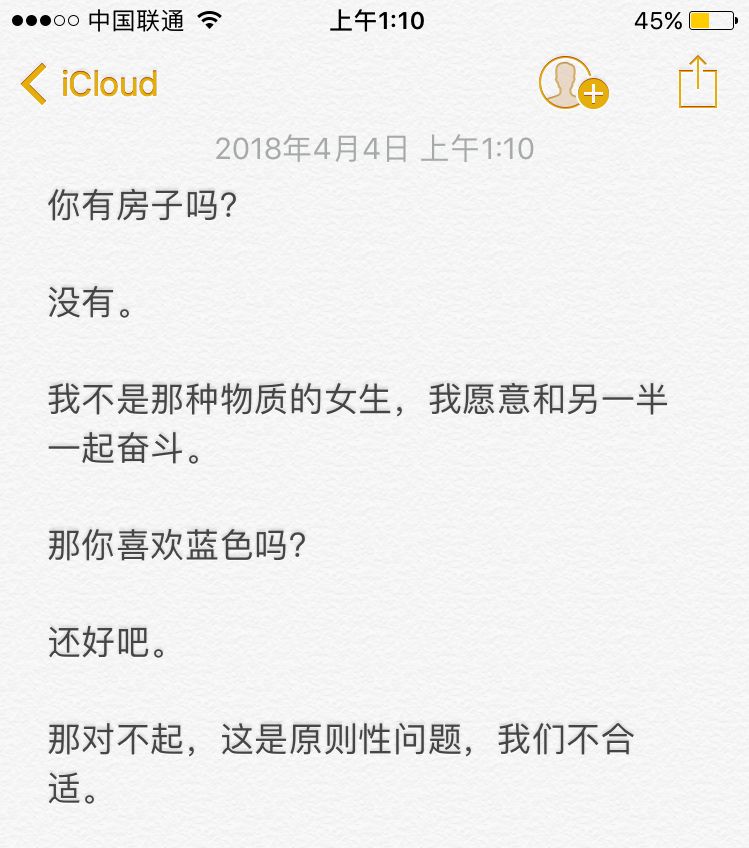 中国联通 上午1:10 45%
iCloud
2018年4月4日 上午1:10
你有房子吗？
没有。
我不是那种物质的女生，我愿意和另一半
一起奋斗。
那你喜欢蓝色吗？
还好吧。
那对不起，这是原则性问题，我们不合
适。